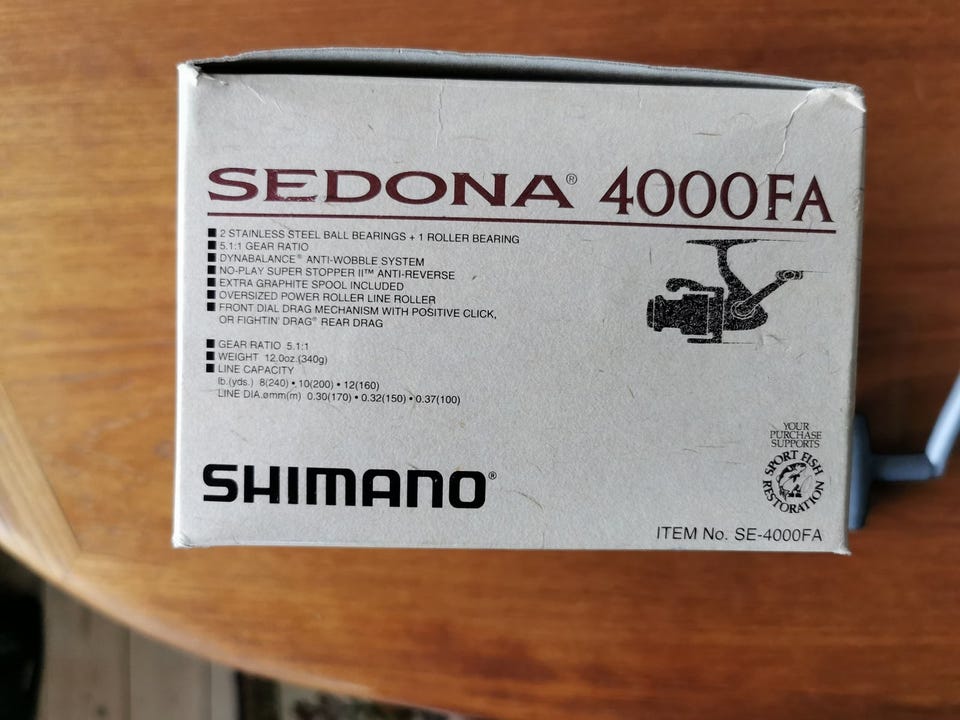 SEDONA® 4000FA
■ 2 STAINLESS STEEL BALL BEARINGS + 1 ROLLER BEARING
■ 5.1:1 GEAR RATIO
■ DYNABALANCE® ANTI-WOBBLE SYSTEM
■ NO-PLAY SUPER STOPPER II™ ANTI-REVERSE
■ EXTRA GRAPHITE SPOOL INCLUDED
■ OVERSIZED POWER ROLLER LINE ROLLER
■ FRONT DIAL DRAG MECHANISM WITH POSITIVE CLICK,
OR FIGHTIN' DRAG® REAR DRAG
■ GEAR RATIO 5.1:1
■ WEIGHT 12.0oz.(340g)
■ LINE CAPACITY
lb.(yds.) 8(240) • 10(200) • 12(160)
LINE DIA.ømm(m) 0.30(170) • 0.32(150) • 0.37(100)
SHIMANO®
YOUR
PURCHASE
SUPPORTS
SPORT FISH
RESTORATION
ITEM No. SE-4000FA